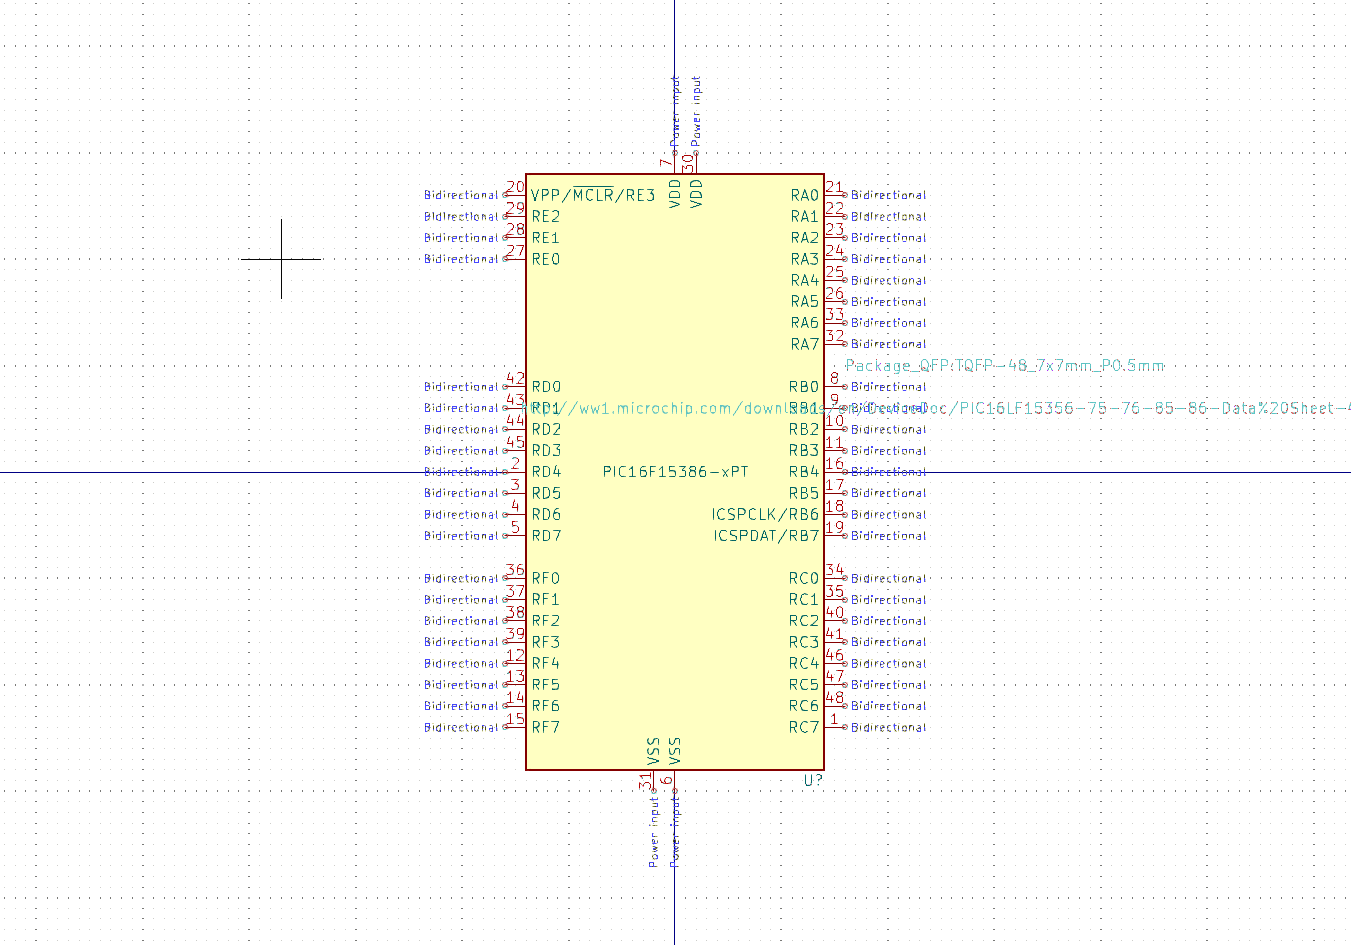 Power input Power input
7 30
VDD VDD
Bidirectional 20 VPP/MCLR/RE3 RA0 21 Bidirectional
Bidirectional 29 RE2 RA1 22 Bidirectional
Bidirectional 28 RE1 RA2 23 Bidirectional
Bidirectional 27 RE0 RA3 24 Bidirectional
RA4 25 Bidirectional
RA5 26 Bidirectional
RA6 33 Bidirectional
RA7 32 Bidirectional
Package_QFP:TQFP-48_7x7mm_P0.5mm
Bidirectional 42 RD0 RB0 8 Bidirectional
Bidirectional 43 RD1 RB1 9 Bidirectional
http://ww1.microchip.com/downloads/en/DeviceDoc/PIC16LF15356-75-76-85-86-Data%20Sheet-4
Bidirectional 44 RD2 RB2 10 Bidirectional
Bidirectional 45 RD3 RB3 11 Bidirectional
Bidirectional 2 RD4 PIC16F15386-xPT RB4 16 Bidirectional
Bidirectional 3 RD5 RB5 17 Bidirectional
Bidirectional 4 RD6 ICSPCLK/RB6 18 Bidirectional
Bidirectional 5 RD7 ICSPDAT/RB7 19 Bidirectional
Bidirectional 36 RF0 RC0 34 Bidirectional
Bidirectional 37 RF1 RC1 35 Bidirectional
Bidirectional 38 RF2 RC2 40 Bidirectional
Bidirectional 39 RF3 RC3 41 Bidirectional
Bidirectional 12 RF4 RC4 46 Bidirectional
Bidirectional 13 RF5 RC5 47 Bidirectional
Bidirectional 14 RF6 RC6 48 Bidirectional
Bidirectional 15 RF7 RC7 1 Bidirectional
VSS VSS
31 6 U?
Power input Power input